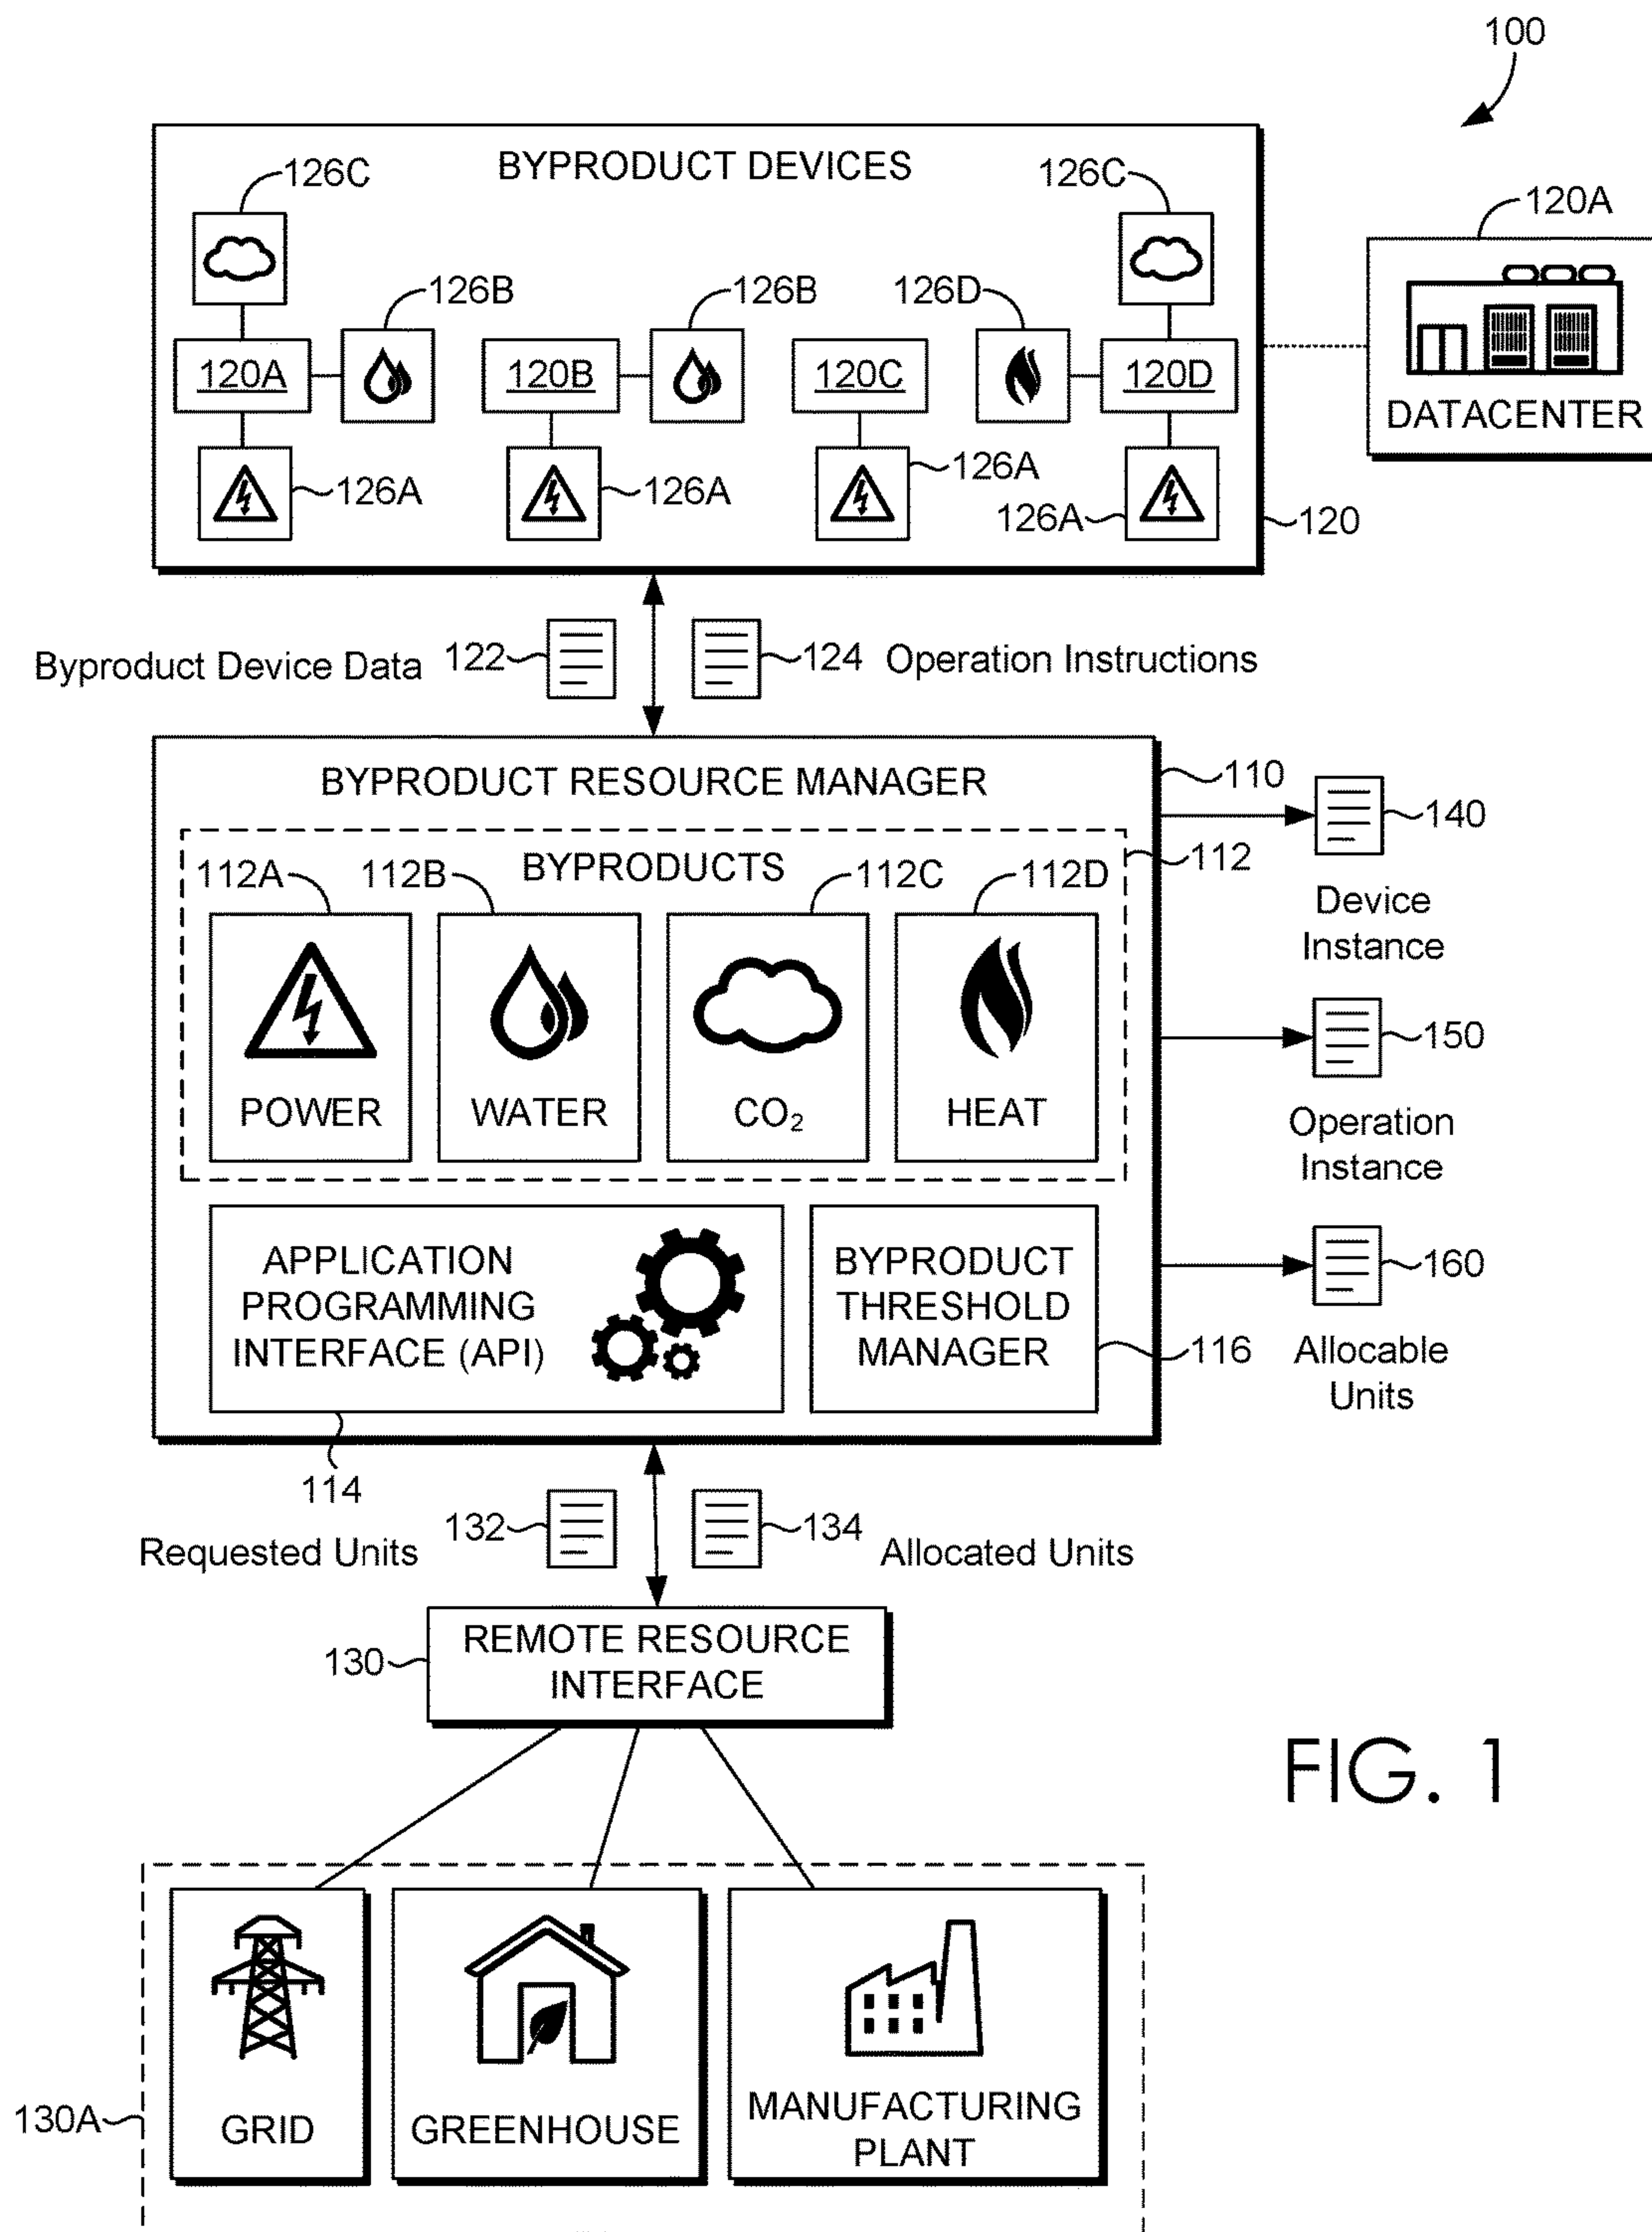 100
BYPRODUCT DEVICES
126C
126C
120A
126B
126B
126D
120A
120B
120C
120D
DATACENTER
126A
126A
126A
126A
120
Byproduct Device Data
122
124
Operation Instructions
BYPRODUCT RESOURCE MANAGER
110
140
Device
Instance
BYPRODUCTS
112
112A
112B
112C
112D
POWER
WATER
CO₂
HEAT
150
Operation
Instance
APPLICATION
PROGRAMMING
INTERFACE (API)
BYPRODUCT
THRESHOLD
MANAGER
116
160
Allocable
Units
114
Requested Units
132
134
Allocated Units
REMOTE RESOURCE
INTERFACE
130
FIG. 1
130A
GRID
GREENHOUSE
MANUFACTURING
PLANT